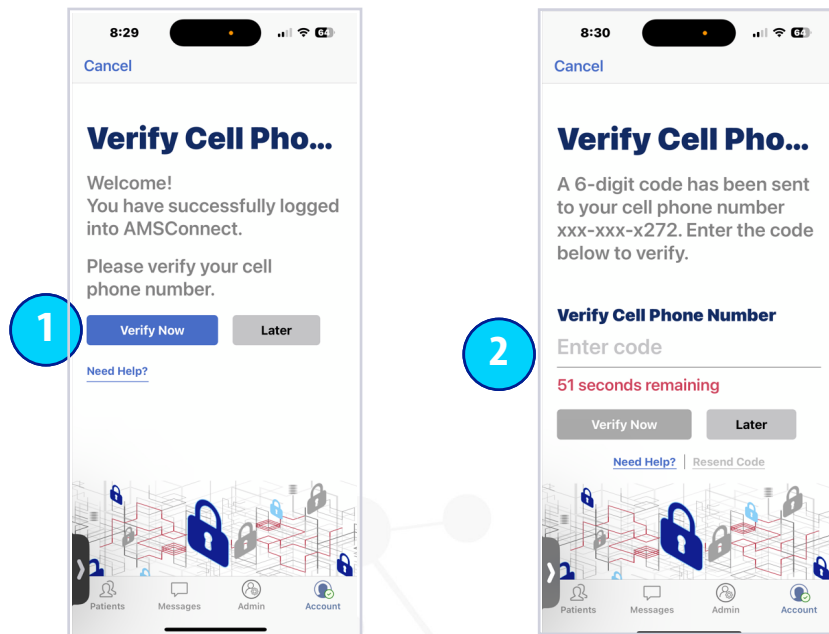 8:29
64
Cancel
Verify Cell Pho...
Welcome!
You have successfully logged
into AMSConnect.
Please verify your cell
phone number.
1
Verify Now
Later
Need Help?
Patients
Messages
Admin
Account
8:30
64
Cancel
Verify Cell Pho...
A 6-digit code has been sent
to your cell phone number
xxx-xxx-x272. Enter the code
below to verify.
Verify Cell Phone Number
2
Enter code
51 seconds remaining
Verify Now
Later
Need Help?
Resend Code
Patients
Messages
Admin
Account